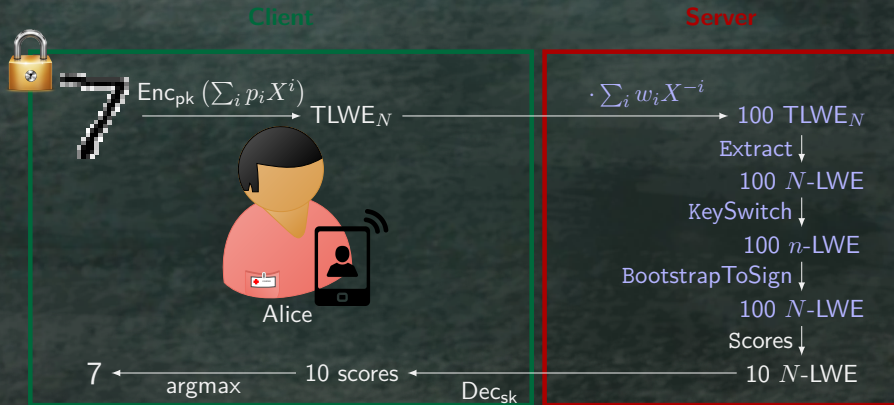 Client
Server
7
Enc_pk (∑_i p_i X^i)
TLWE_N
· ∑_i w_i X^{-i}
100 TLWE_N
Extract
100 N-LWE
KeySwitch
100 n-LWE
BootstrapToSign
100 N-LWE
Alice
Scores
7
argmax
10 scores
Dec_sk
10 N-LWE